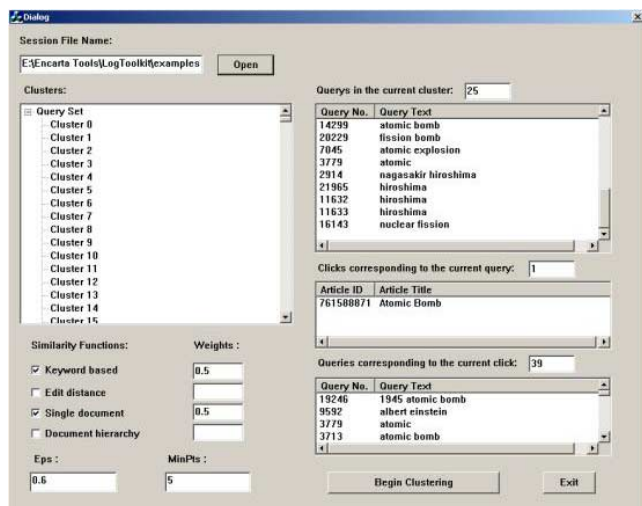 Dialog
Session File Name:
E:\Encarta Tools\LogToolkit\examples
Open
Clusters:
Query Set
Cluster 0
Cluster 1
Cluster 2
Cluster 3
Cluster 4
Cluster 5
Cluster 6
Cluster 7
Cluster 8
Cluster 9
Cluster 10
Cluster 11
Cluster 12
Cluster 13
Cluster 14
Cluster 15
Similarity Functions: Weights :
Keyword based 0.5
Edit distance
Single document 0.5
Document hierarchy
Eps : MinPts :
0.6 5
Querys in the current cluster: 25
Query No. Query Text
14299 atomic bomb
20229 fission bomb
7045 atomic explosion
3779 atomic
2914 nagasakir hiroshima
21965 hiroshima
11632 hiroshima
11633 hiroshima
16143 nuclear fission
Clicks corresponding to the current query: 1
Article ID Article Title
761588871 Atomic Bomb
Queries corresponding to the current click: 39
Query No. Query Text
19246 1945 atomic bomb
9592 albert einstein
3779 atomic
3713 atomic bomb
Begin Clustering
Exit